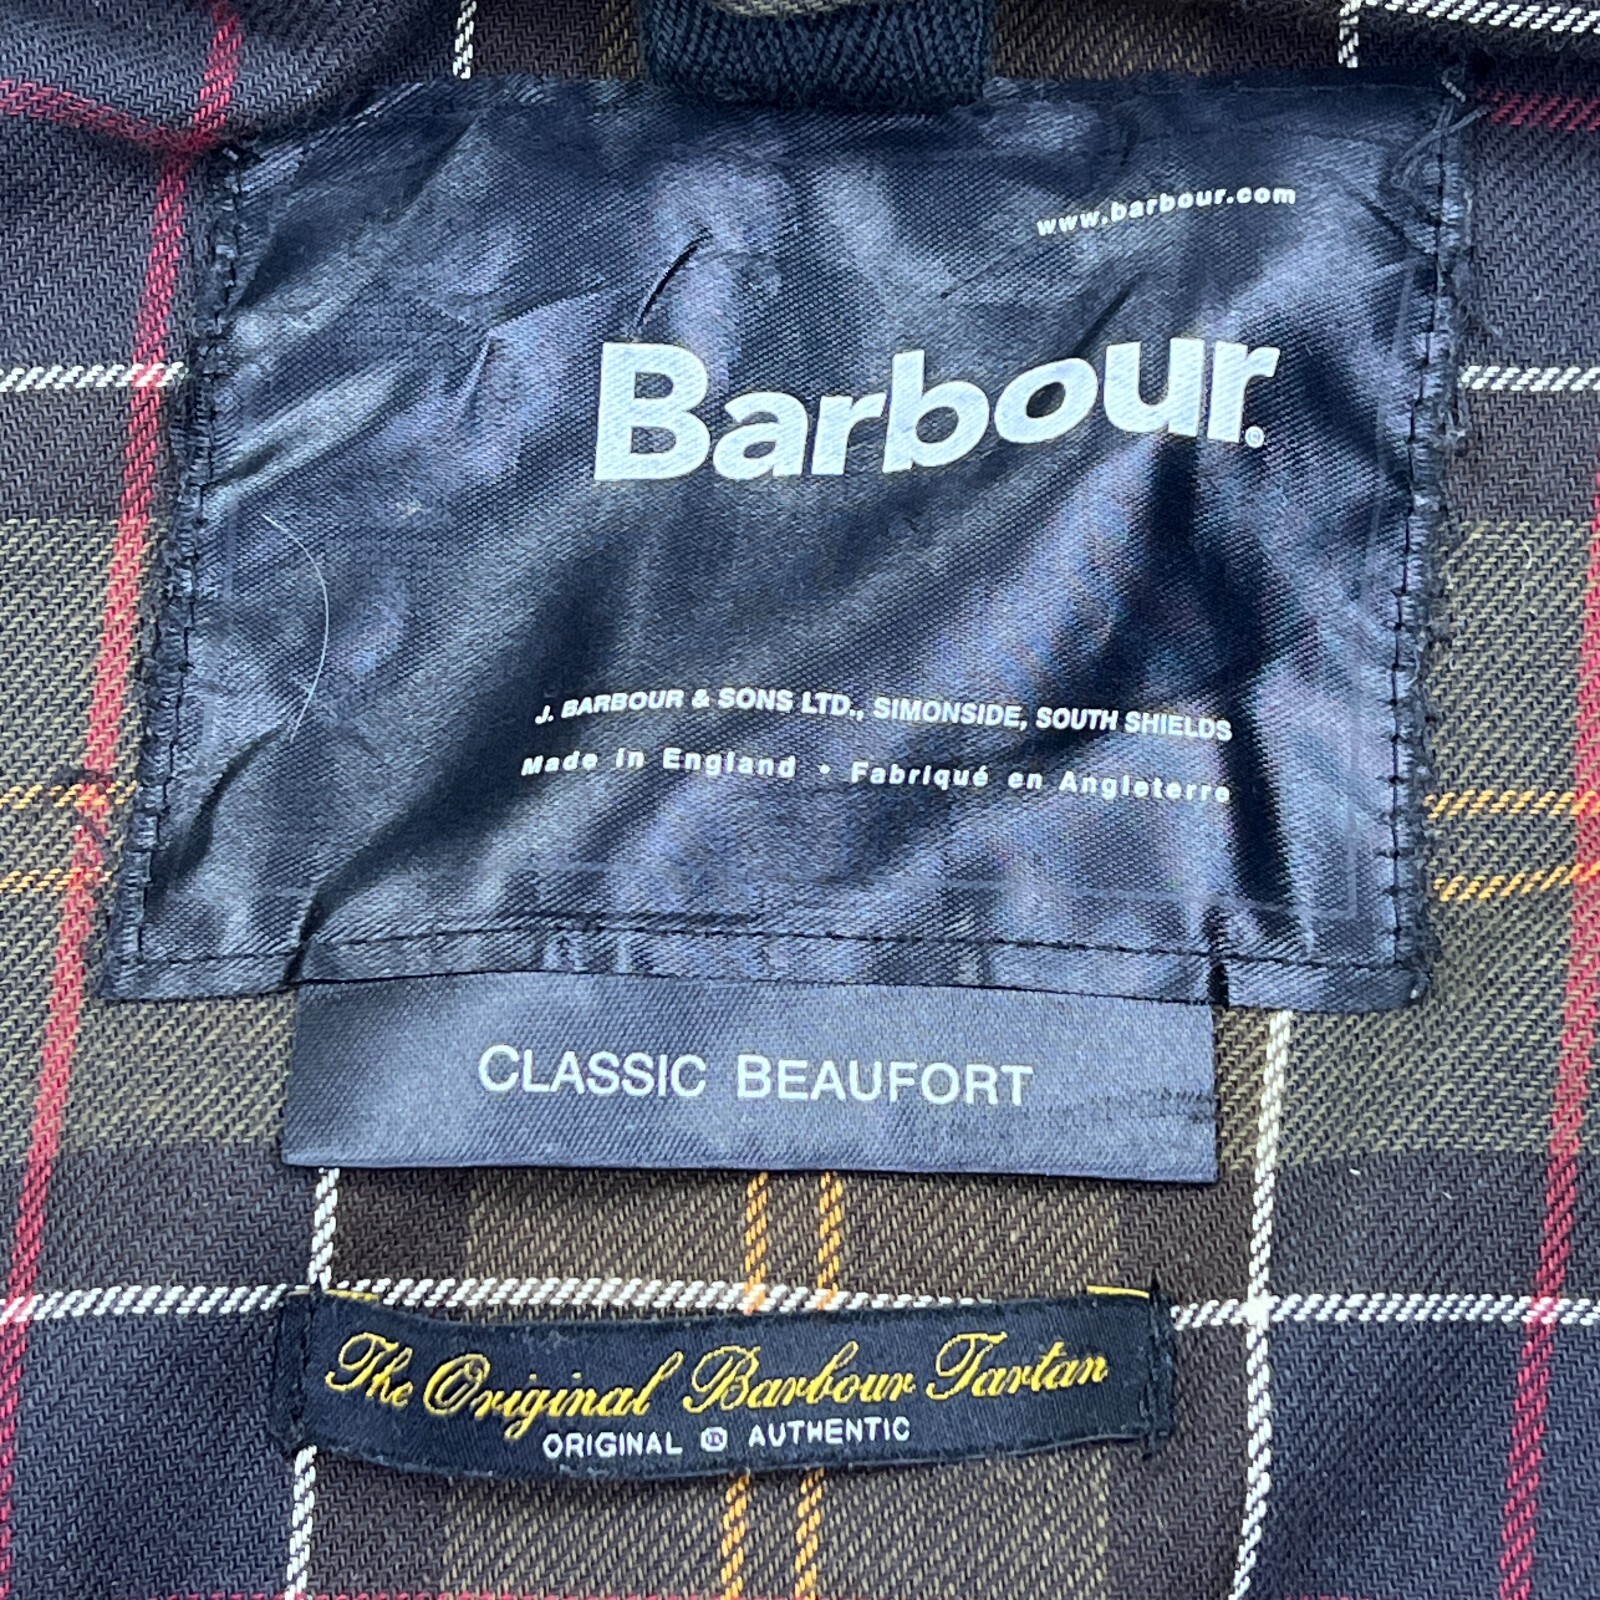 www.barbour.com
Barbour®
J. BARBOUR & SONS LTD., SIMONSIDE, SOUTH SHIELDS
Made in England • Fabriqué en Angleterre
CLASSIC BEAUFORT
The Original Barbour Tartan
ORIGINAL ® AUTHENTIC